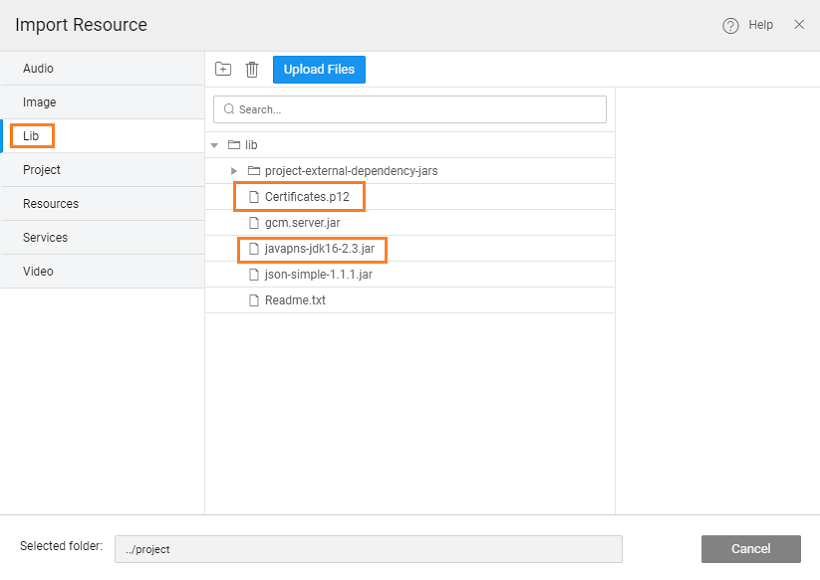 Import Resource
Help
Audio
Image
Lib
Project
Resources
Services
Video
Upload Files
Search...
lib
project-external-dependency-jars
Certificates.p12
gcm.server.jar
javapns-jdk16-2.3.jar
json-simple-1.1.1.jar
Readme.txt
Selected folder:
../project
Cancel